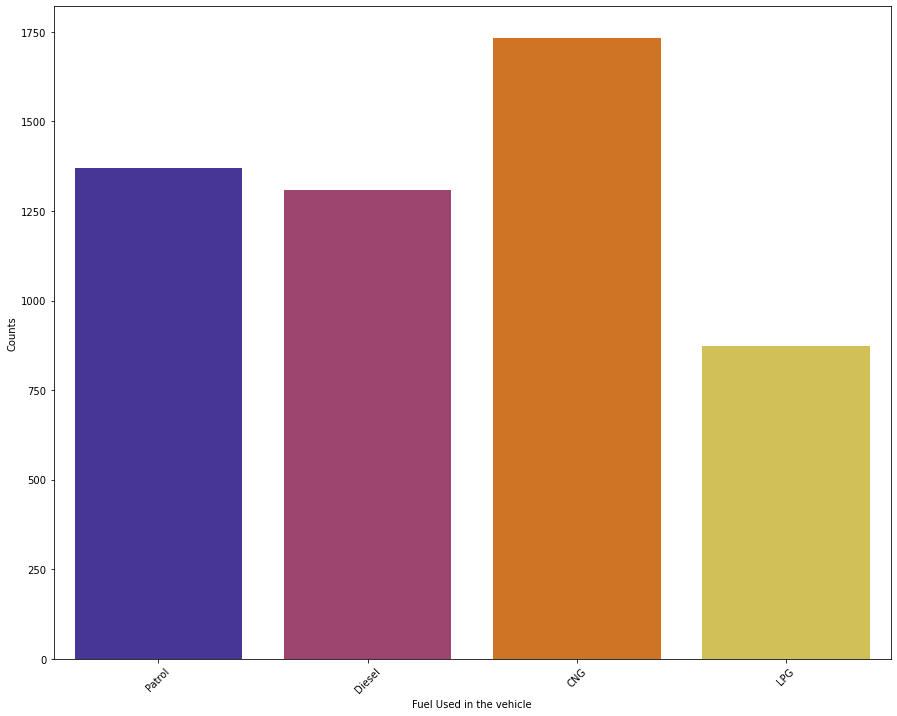 1750
1500
1250
1000
750
500
250
0
Counts
Patrol
Diesel
CNG
LPG
Fuel Used in the vehicle